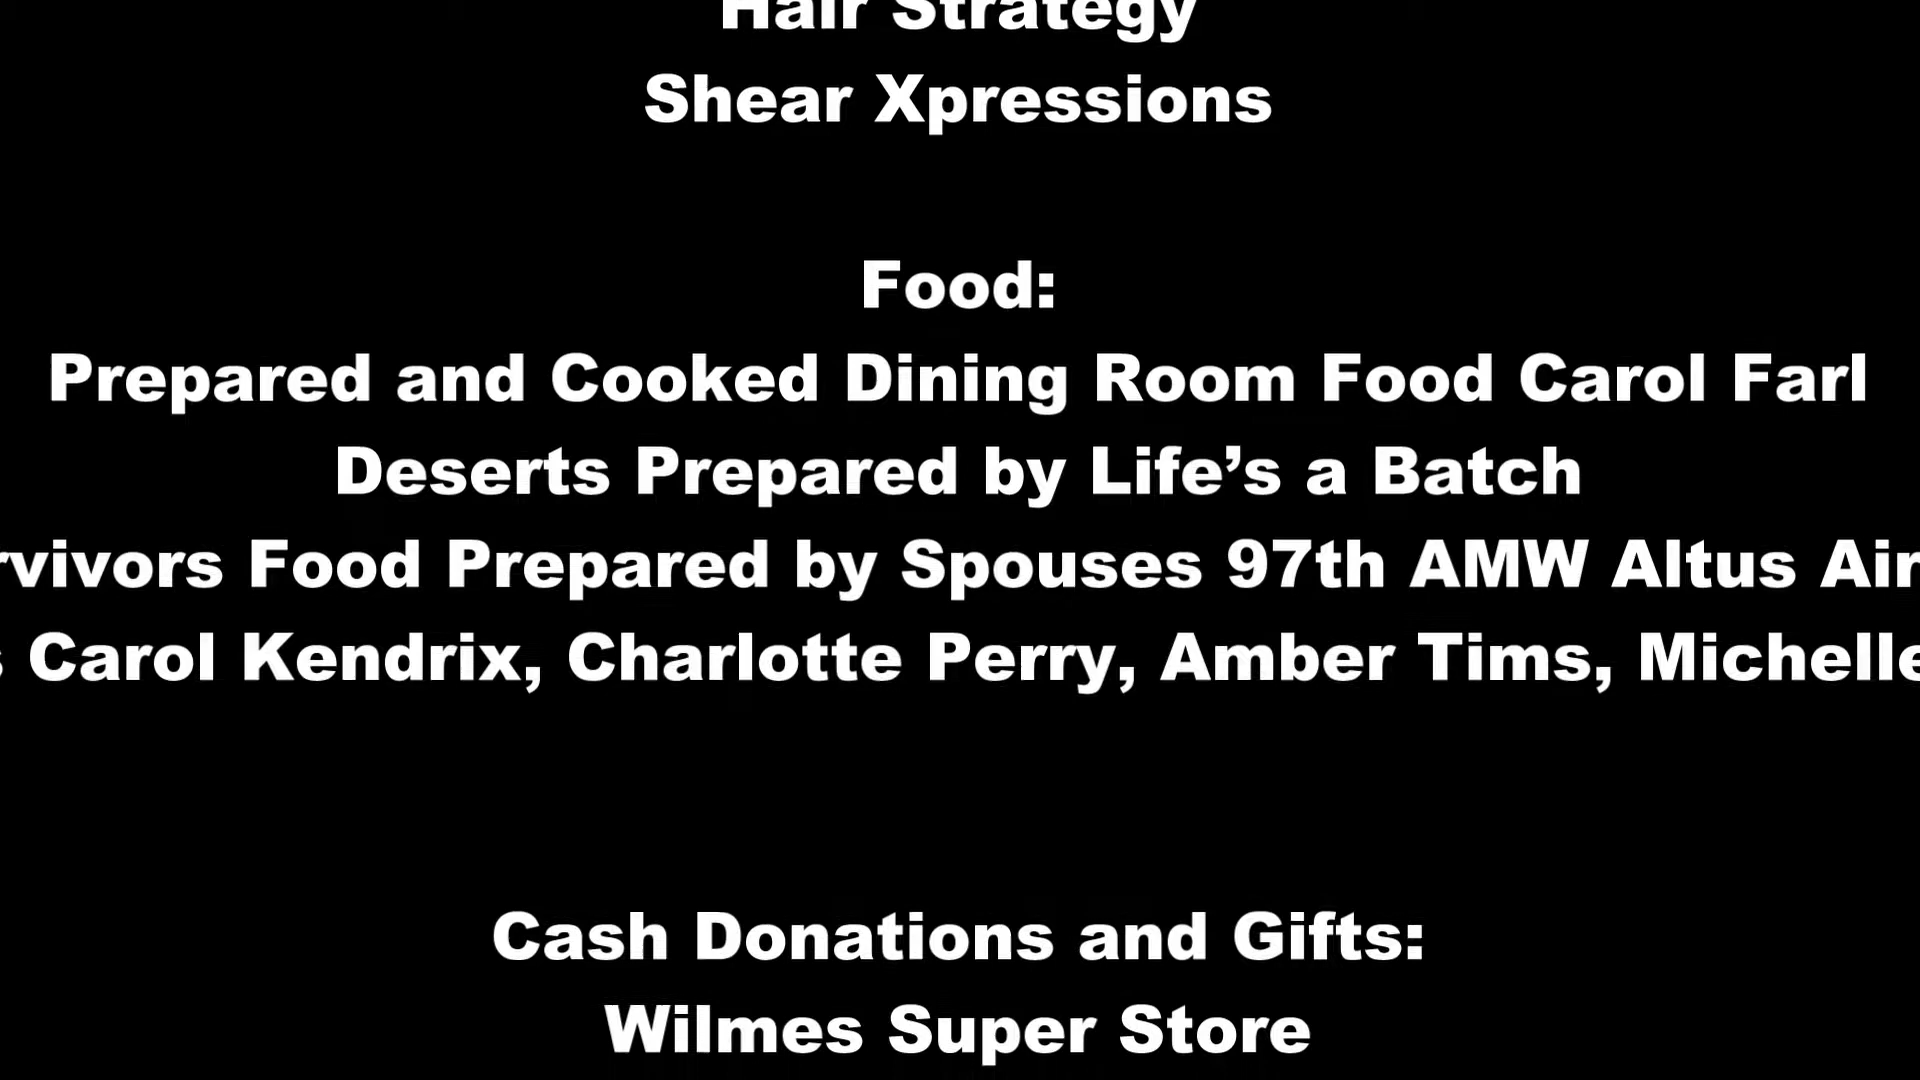 Hair Strategy
Shear Xpressions
Food:
Prepared and Cooked Dining Room Food Carol Farl
Deserts Prepared by Life’s a Batch
rvivors Food Prepared by Spouses 97th AMW Altus Air
s Carol Kendrix, Charlotte Perry, Amber Tims, Michelle
Cash Donations and Gifts:
Wilmes Super Store